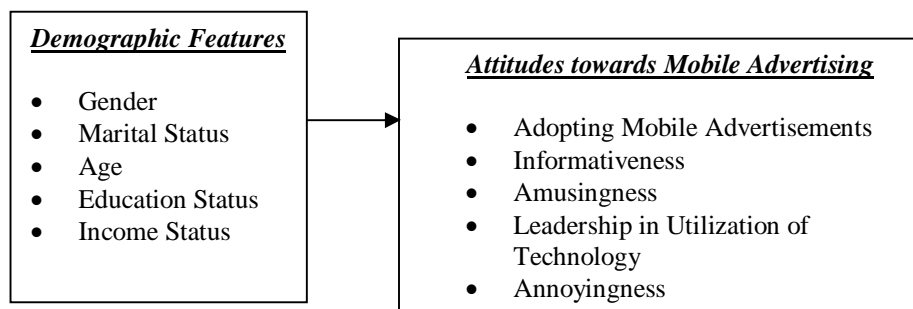 Demographic Features
• Gender
• Marital Status
• Age
• Education Status
• Income Status
Attitudes towards Mobile Advertising
• Adopting Mobile Advertisements
• Informativeness
• Amusingness
• Leadership in Utilization of
Technology
• Annoyingness